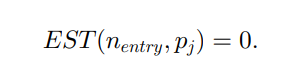 EST(n_{entry}, p_j) = 0.